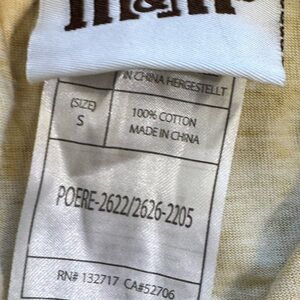 IN CHINA HERGESTELLT
(SIZE)
S
100% COTTON
MADE IN CHINA
POERE-2622/2626-2205
RN# 132717 CA#52706